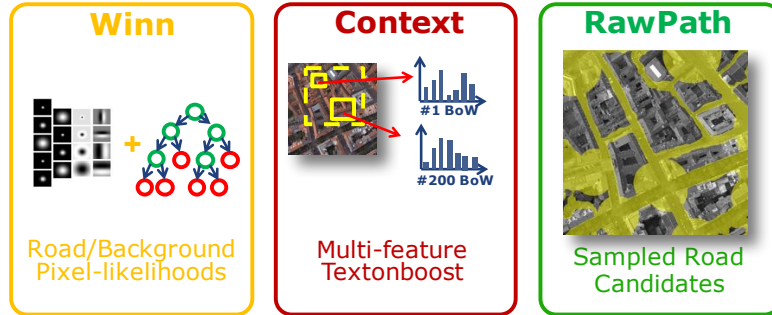 Winn
+
Road/Background
Pixel-likelihoods
Context
#1 BoW
#200 BoW
Multi-feature
Textonboost
RawPath
Sampled Road
Candidates